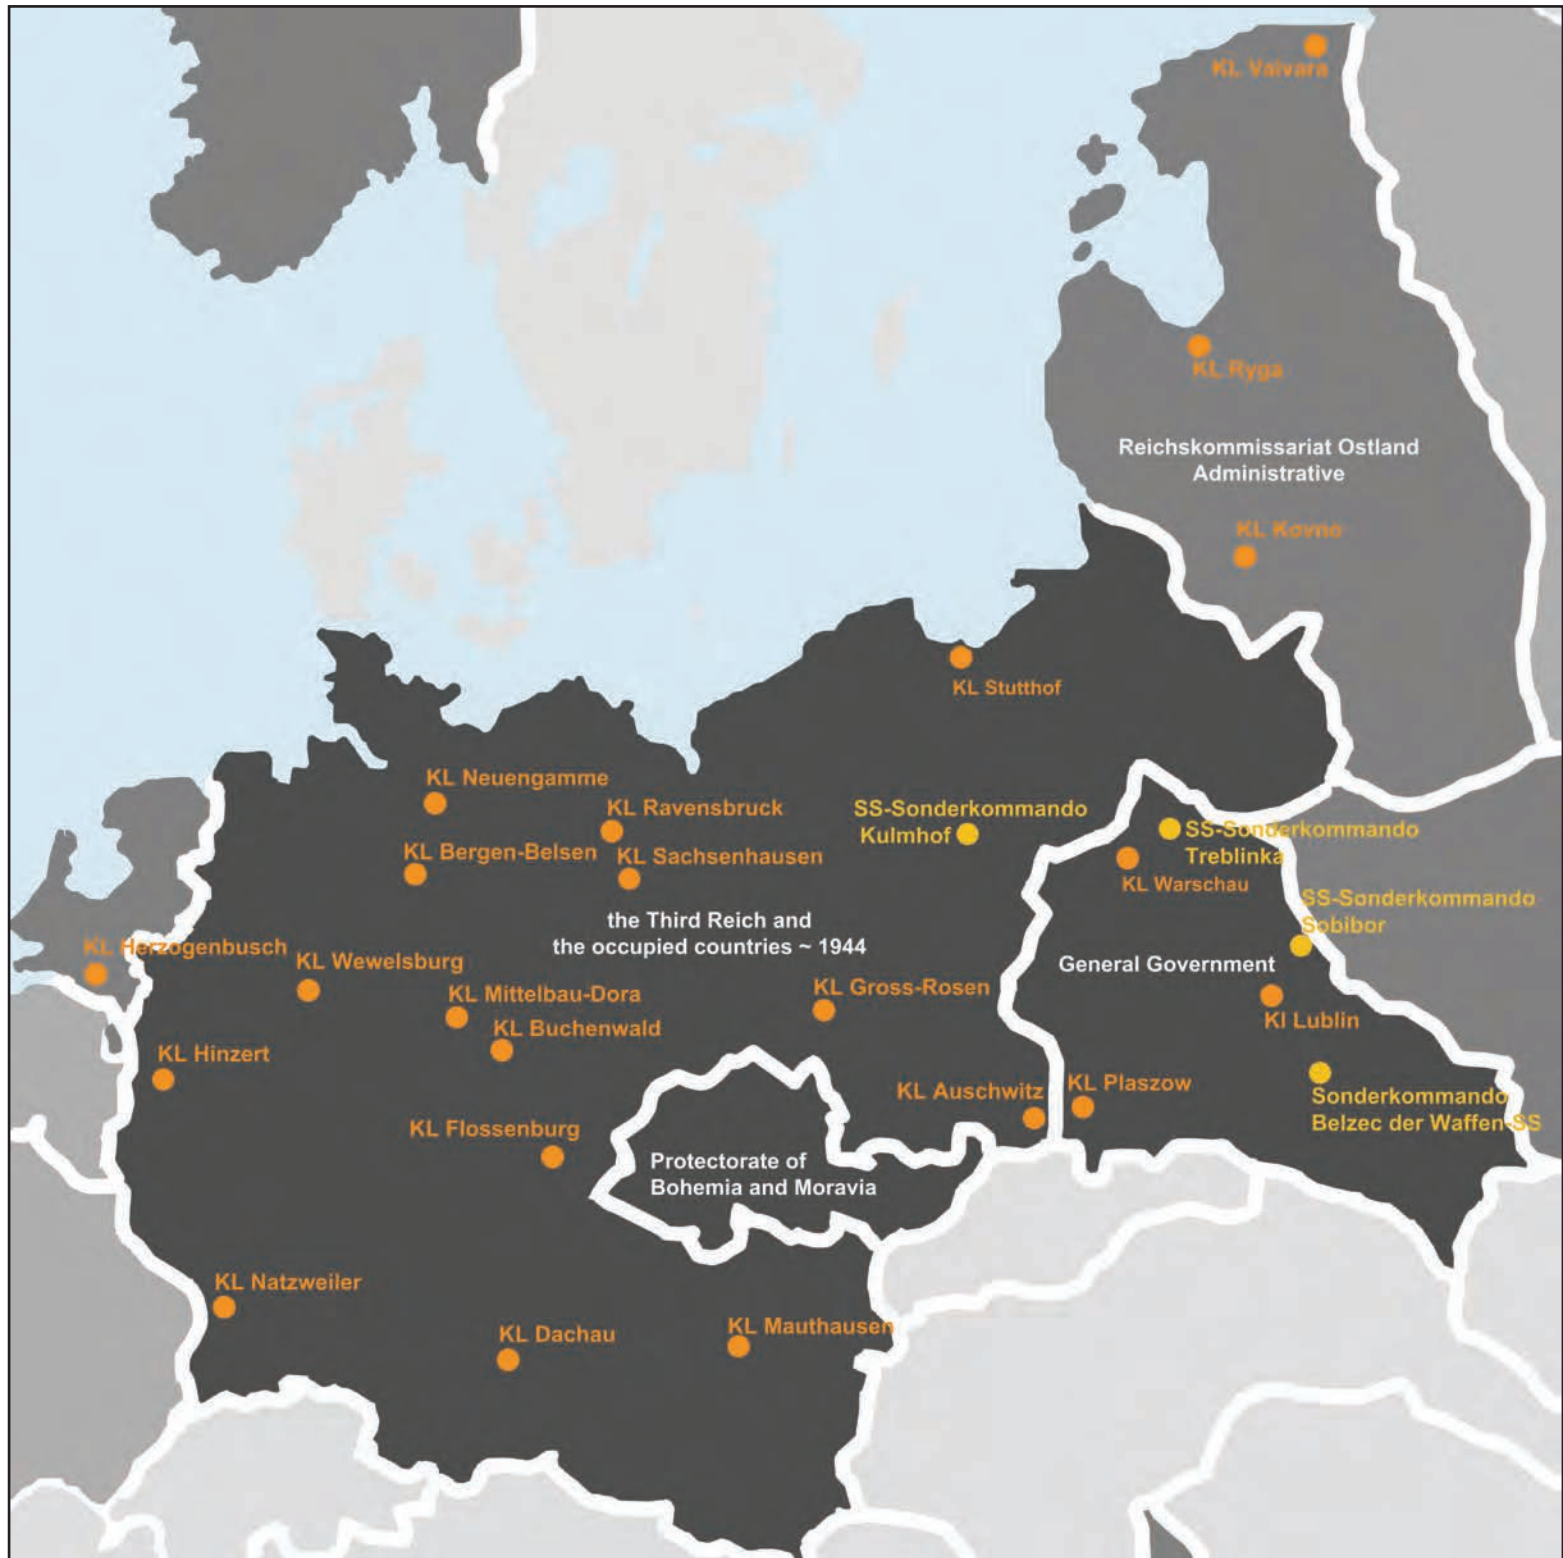 KL Vaivara
KL Ryga
Reichskommissariat Ostland
Administrative
KL Kovno
KL Stutthof
KL Neuengamme
KL Ravensbruck
SS-Sonderkommando
Kulmhof
SS-Sonderkommando
Treblinka
KL Bergen-Belsen
KL Sachsenhausen
KL Warschau
SS-Sonderkommando
Sobibor
the Third Reich and
the occupied countries ~ 1944
KL Herzogenbusch
KL Wewelsburg
General Government
KL Mittelbau-Dora
KL Gross-Rosen
KL Buchenwald
Kl Lublin
KL Hinzert
KL Auschwitz
KL Plaszow
Sonderkommando
Belzec der Waffen-SS
KL Flossenburg
Protectorate of
Bohemia and Moravia
KL Natzweiler
KL Dachau
KL Mauthausen